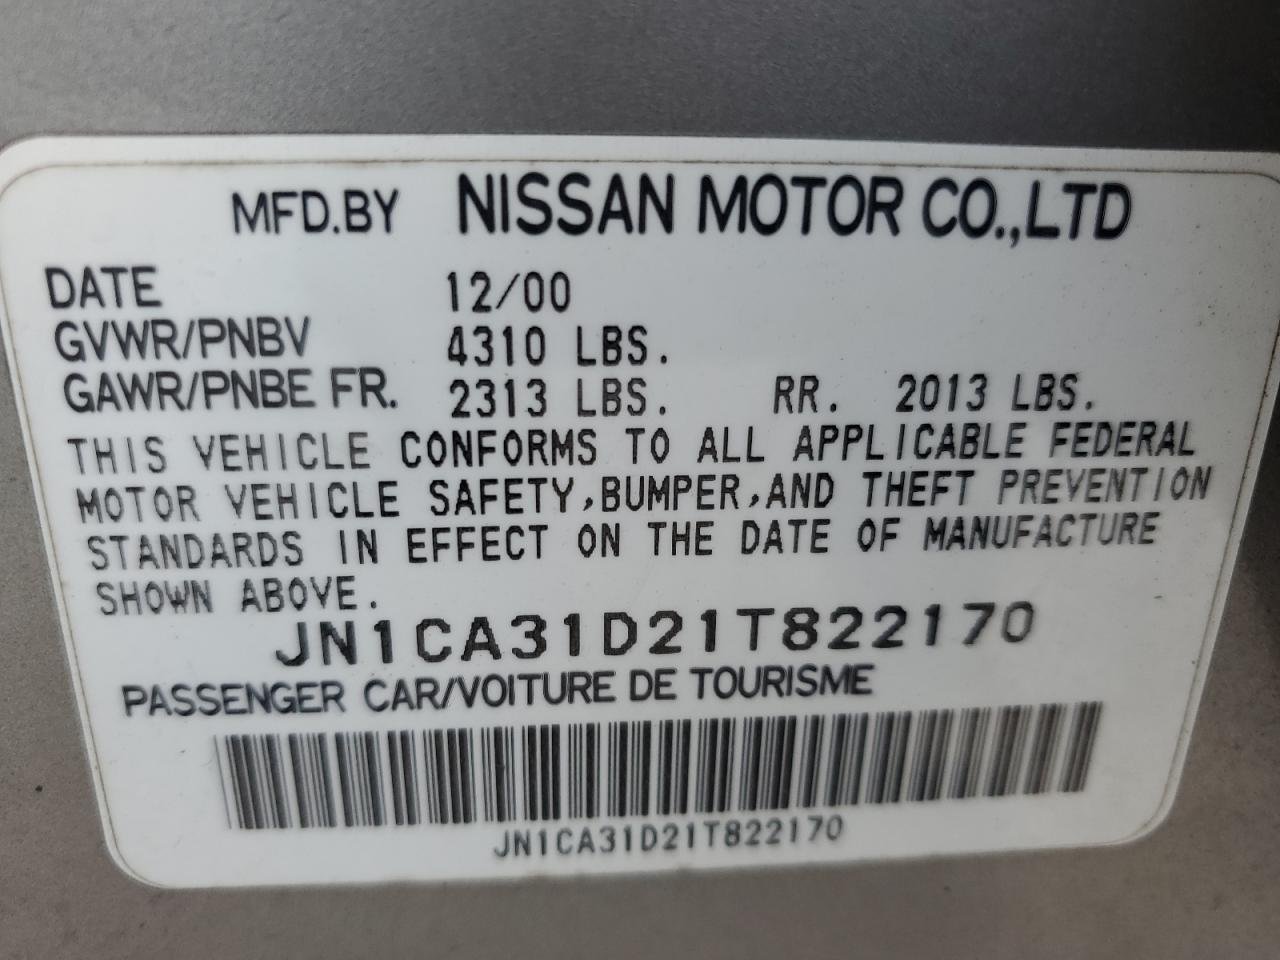 MFD.BY NISSAN MOTOR CO.,LTD
DATE 12/00
GVWR/PNBV 4310 LBS.
GAWR/PNBE FR. 2313 LBS. RR. 2013 LBS.
THIS VEHICLE CONFORMS TO ALL APPLICABLE FEDERAL
MOTOR VEHICLE SAFETY,BUMPER,AND THEFT PREVENTION
STANDARDS IN EFFECT ON THE DATE OF MANUFACTURE
SHOWN ABOVE.
JN1CA31D21T822170
PASSENGER CAR/VOITURE DE TOURISME
JN1CA31D21T822170